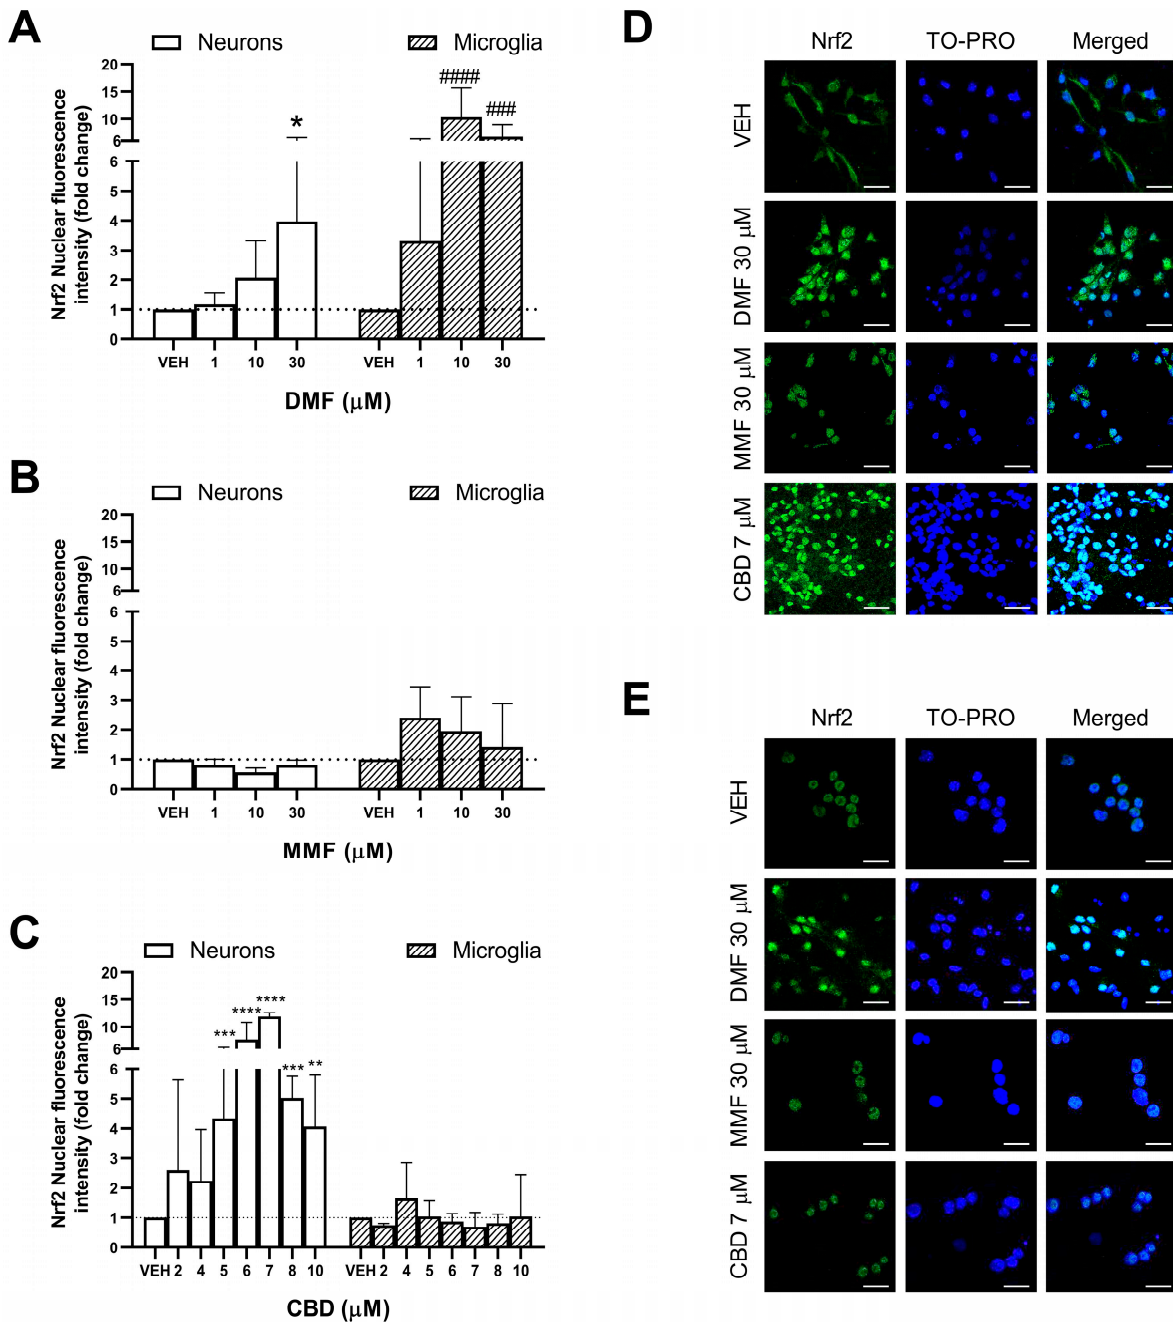 A
Neurons
Microglia
Nrf2 Nuclear fluorescence
intensity (fold change)
20
15
10
6
6
5
4
3
2
1
0
*
####
###
VEH 1 10 30 VEH 1 10 30
DMF (μM)
B
Neurons
Microglia
Nrf2 Nuclear fluorescence
intensity (fold change)
20
15
10
6
6
5
4
3
2
1
0
VEH 1 10 30 VEH 1 10 30
MMF (μM)
C
Neurons
Microglia
Nrf2 Nuclear fluorescence
intensity (fold change)
20
15
10
6
6
5
4
3
2
1
0
***
****
****
***
**
VEH 2 4 5 6 7 8 10 VEH 2 4 5 6 7 8 10
CBD (μM)
D
Nrf2 TO-PRO Merged
VEH
DMF 30 μM
MMF 30 μM
CBD 7 μM
E
Nrf2 TO-PRO Merged
VEH
DMF 30 μM
MMF 30 μM
CBD 7 μM